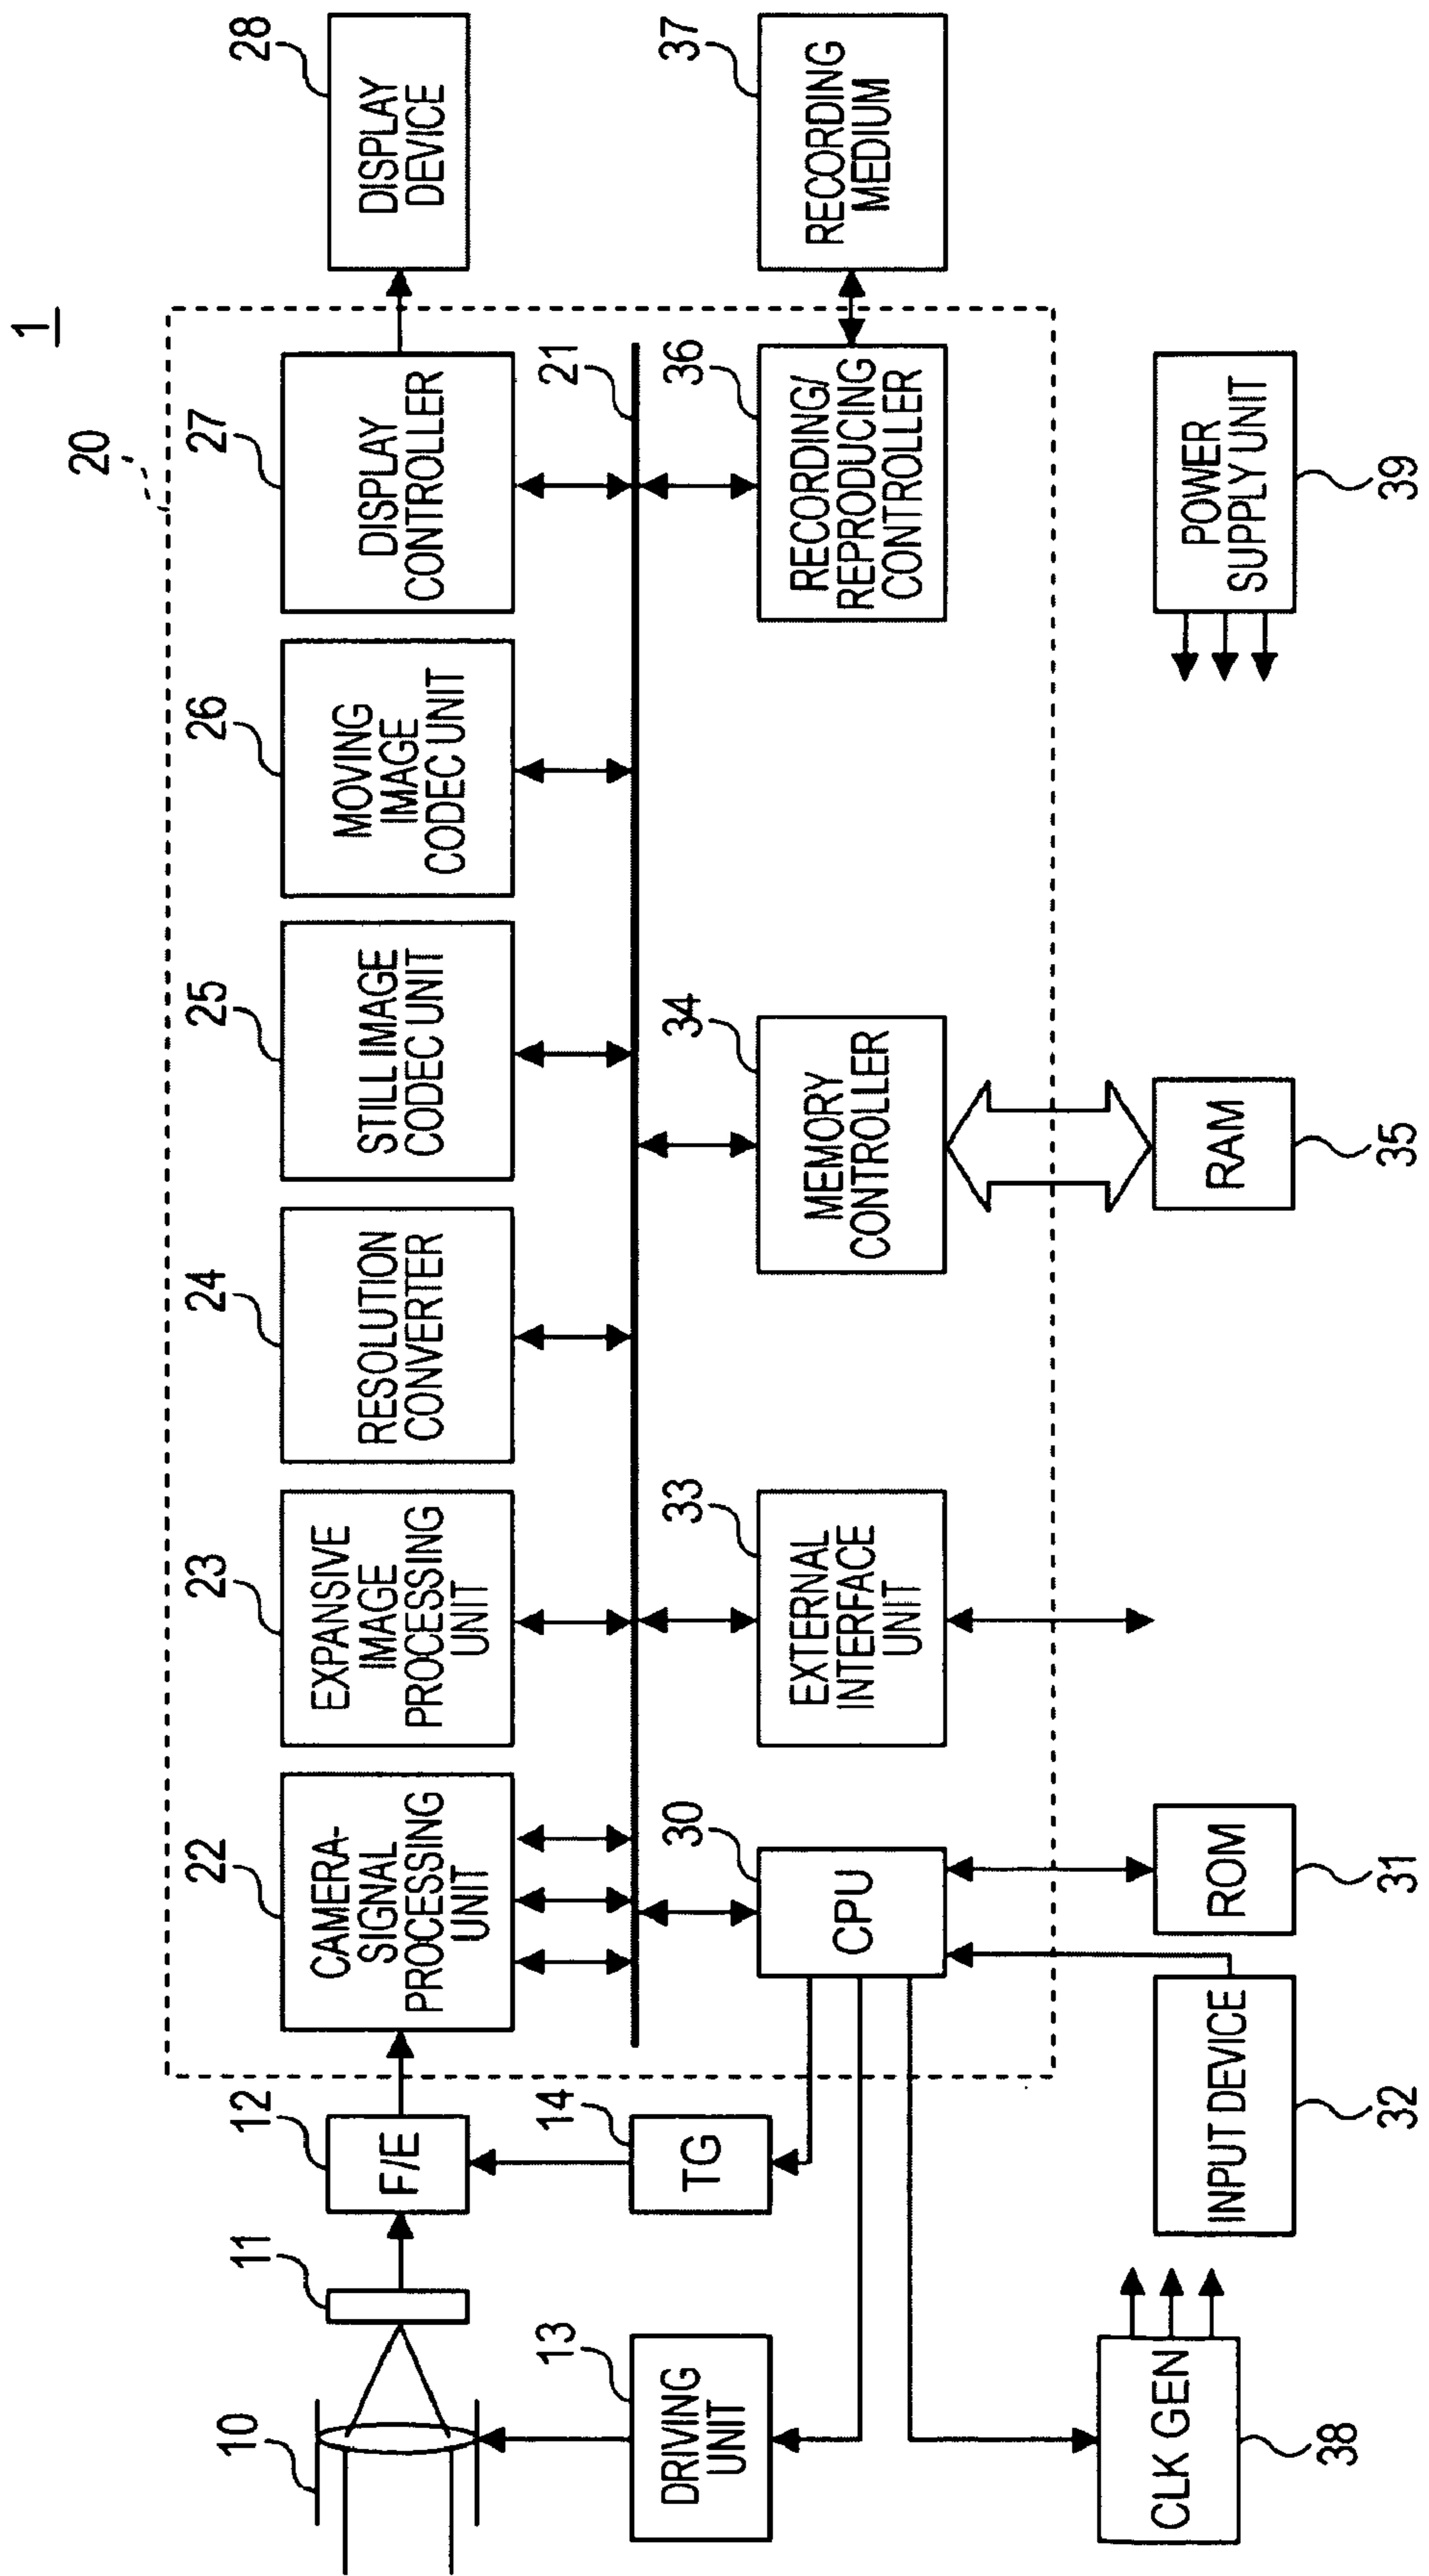 1
20
10
11
12
22
23
24
25
26
27
28
F/E
CAMERA-
SIGNAL
PROCESSING
UNIT
EXPANSIVE
IMAGE
PROCESSING
UNIT
RESOLUTION
CONVERTER
STILL IMAGE
CODEC UNIT
MOVING
IMAGE
CODEC UNIT
DISPLAY
CONTROLLER
DISPLAY
DEVICE
21
13
14
30
33
34
36
37
DRIVING
UNIT
TG
CPU
EXTERNAL
INTERFACE
UNIT
MEMORY
CONTROLLER
RECORDING/
REPRODUCING
CONTROLLER
RECORDING
MEDIUM
CLK GEN
INPUT DEVICE
ROM
RAM
POWER
SUPPLY UNIT
38
32
31
35
39